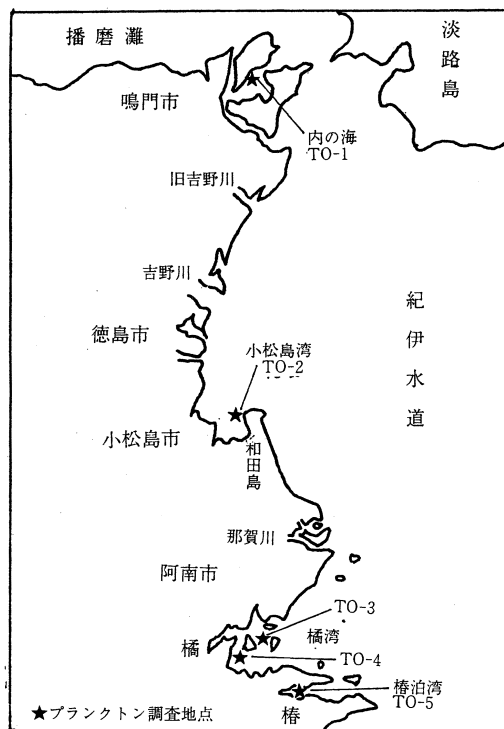 播磨灘
淡路島
鳴門市
内の海
TO-1
旧吉野川
吉野川
紀伊水道
徳島市
小松島湾
TO-2
小松島市
和田島
那賀川
阿南市
TO-3
橘湾
橘
TO-4
椿泊湾
TO-5
椿
★プランクトン調査地点